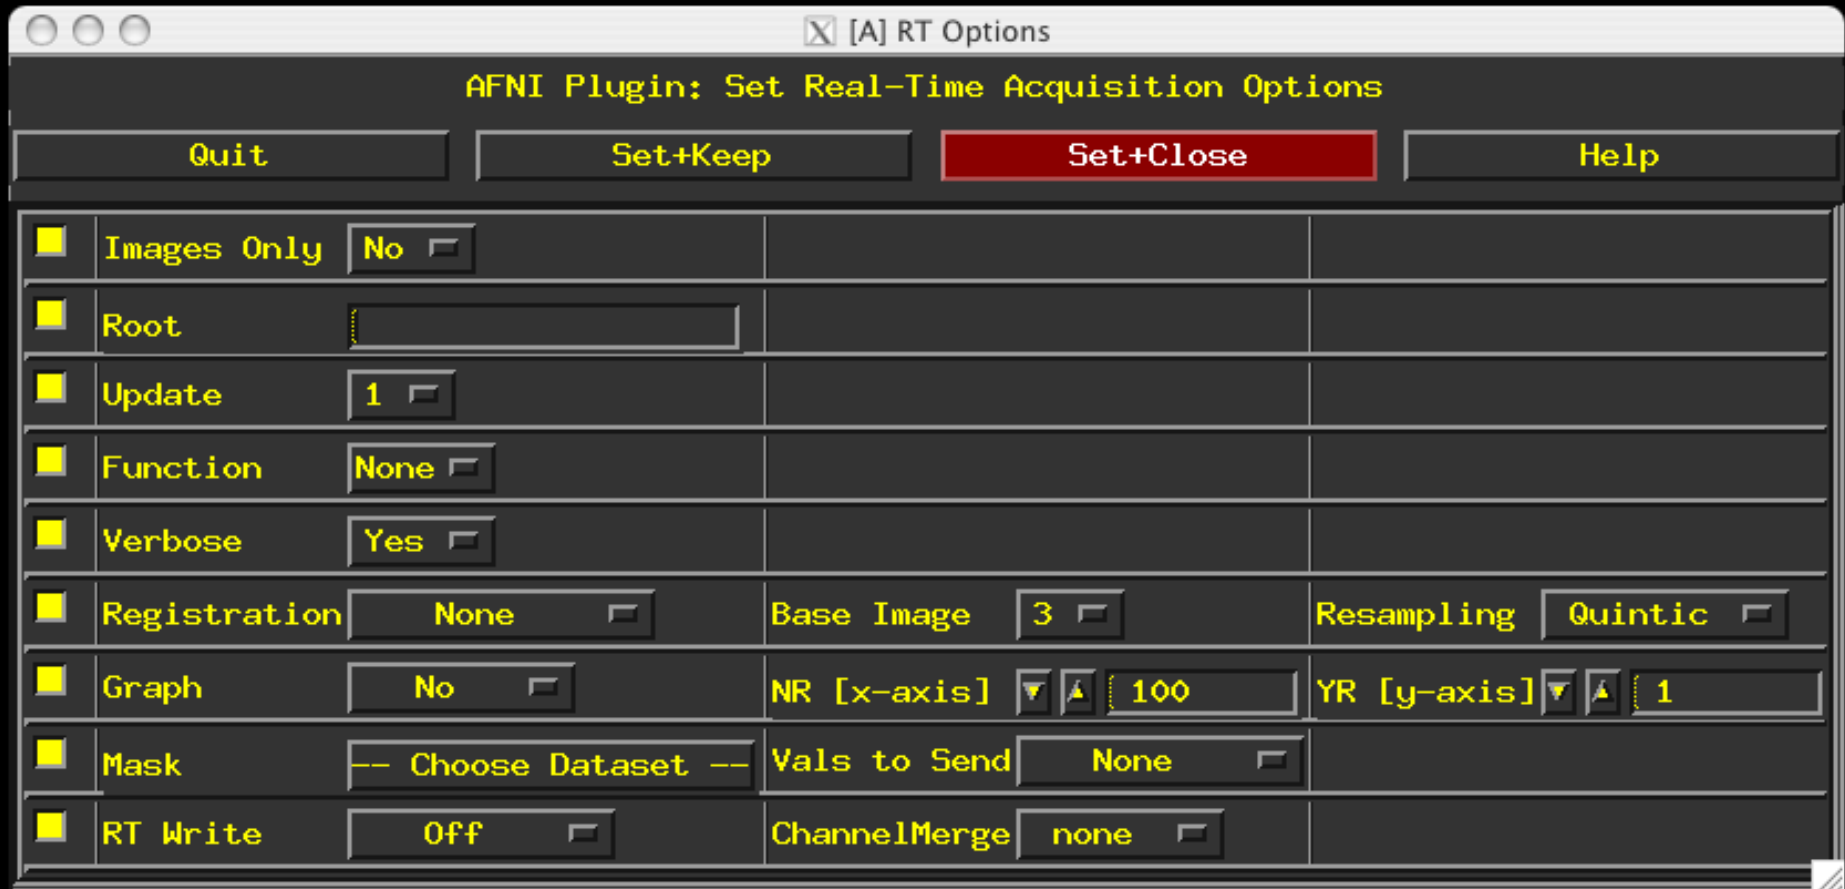 [A] RT Options
AFNI Plugin: Set Real-Time Acquisition Options
Quit Set+Keep Set+Close Help
Images Only No
Root
Update 1
Function None
Verbose Yes
Registration None Base Image 3 Resampling Quintic
Graph No NR [x-axis] 100 YR [y-axis] 1
Mask -- Choose Dataset -- Vals to Send None
RT Write Off ChannelMerge none